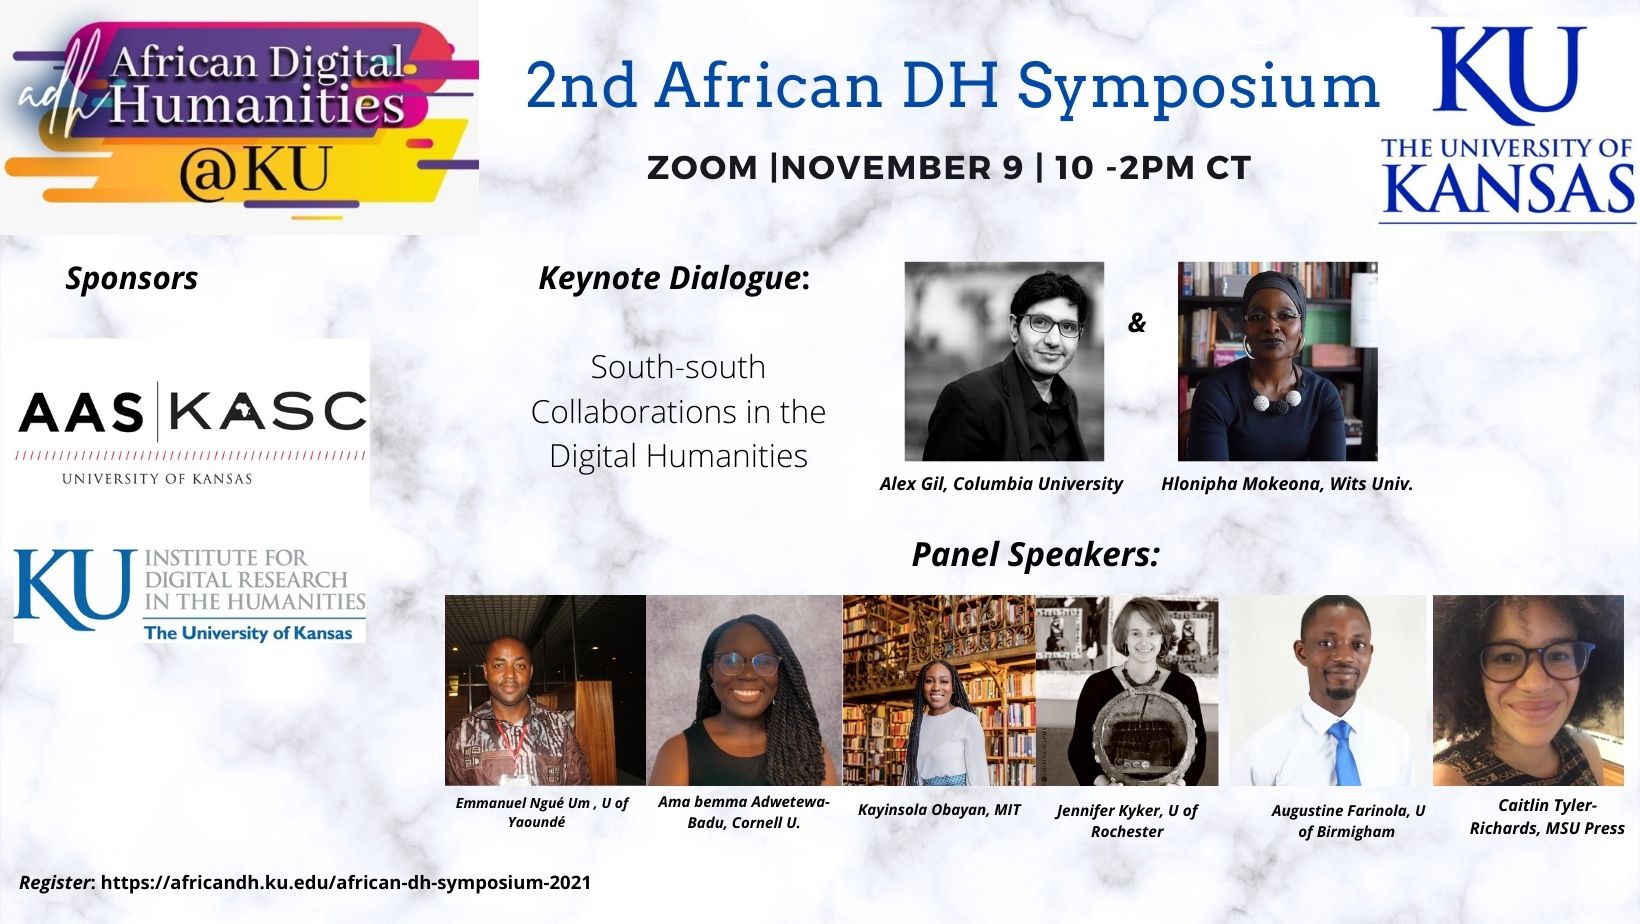 adh
African Digital
Humanities
@KU
2nd African DH Symposium
ZOOM |NOVEMBER 9 | 10 -2PM CT
KU
THE UNIVERSITY OF
KANSAS
Sponsors
AAS|KASC
UNIVERSITY OF KANSAS
KU
INSTITUTE FOR
DIGITAL RESEARCH
IN THE HUMANITIES
The University of Kansas
Keynote Dialogue:
South-south
Collaborations in the
Digital Humanities
&
Alex Gil, Columbia University
Hlonipha Mokeona, Wits Univ.
Panel Speakers:
Emmanuel Ngué Um , U of
Yaoundé
Ama bemma Adwetewa-
Badu, Cornell U.
Kayinsola Obayan, MIT
Jennifer Kyker, U of
Rochester
Augustine Farinola, U
of Birmigham
Caitlin Tyler-
Richards, MSU Press
Register: https://africandh.ku.edu/african-dh-symposium-2021